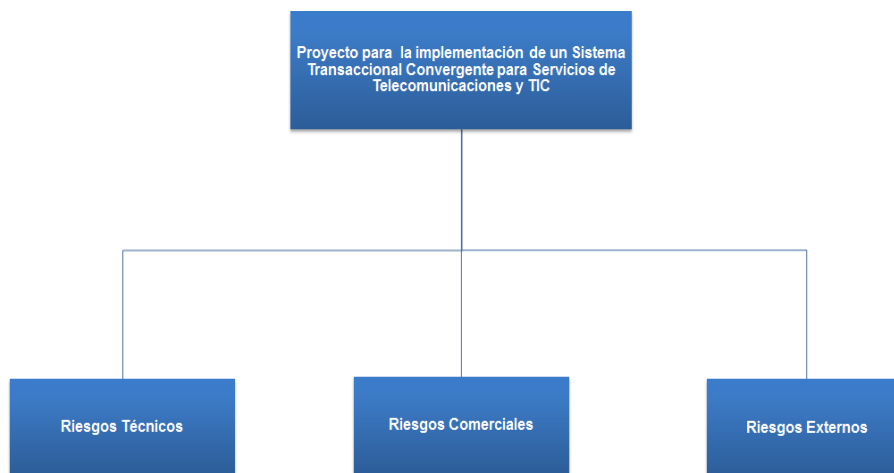 Proyecto para la implementación de un Sistema
Transaccional Convergente para Servicios de
Telecomunicaciones y TIC
Riesgos Técnicos
Riesgos Comerciales
Riesgos Externos